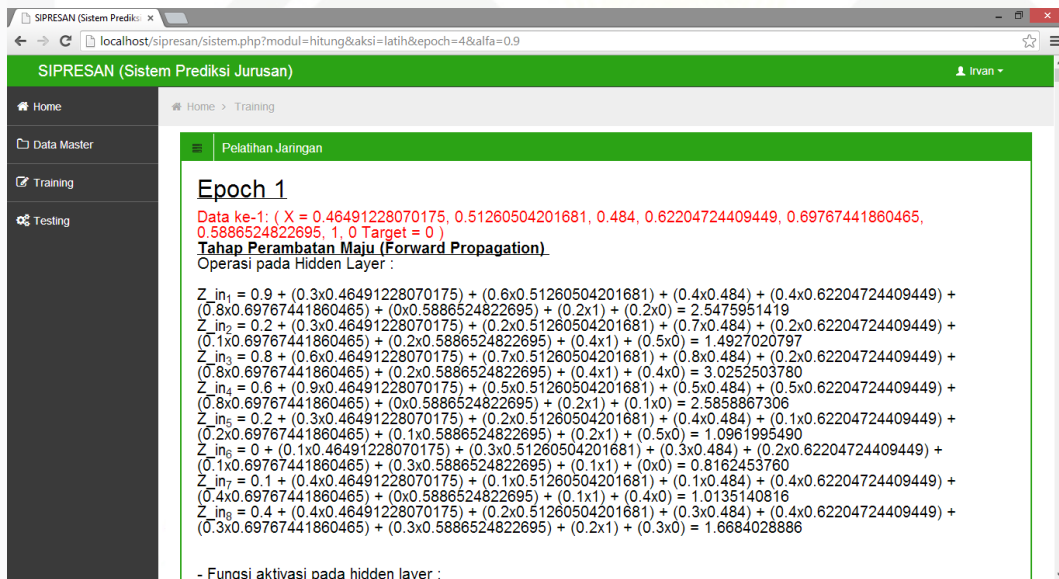 SIPRESAN (Sistem Prediks
localhost/sipresan/sistem.php?modul=hitung&aksi=latih&epoch=4&alfa=0.9
SIPRESAN (Sistem Prediksi Jurusan)
Irvan
Home
Home > Training
Data Master
Training
Testing
Pelatihan Jaringan
Epoch 1
Data ke-1: ( X = 0.46491228070175, 0.51260504201681, 0.484, 0.62204724409449, 0.69767441860465,
0.5886524822695, 1, 0 Target = 0 )
Tahap Perambatan Maju (Forward Propagation)
Operasi pada Hidden Layer :
Z_in₁ = 0.9 + (0.3x0.46491228070175) + (0.6x0.51260504201681) + (0.4x0.484) + (0.4x0.62204724409449) +
(0.8x0.69767441860465) + (0x0.5886524822695) + (0.2x1) + (0.2x0) = 2.5475951419
Z_in₂ = 0.2 + (0.3x0.46491228070175) + (0.2x0.51260504201681) + (0.7x0.484) + (0.2x0.62204724409449) +
(0.1x0.69767441860465) + (0.2x0.5886524822695) + (0.4x1) + (0.5x0) = 1.4927020797
Z_in₃ = 0.8 + (0.6x0.46491228070175) + (0.7x0.51260504201681) + (0.8x0.484) + (0.2x0.62204724409449) +
(0.8x0.69767441860465) + (0.2x0.5886524822695) + (0.4x1) + (0.4x0) = 3.0252503780
Z_in₄ = 0.6 + (0.9x0.46491228070175) + (0.5x0.51260504201681) + (0.5x0.484) + (0.5x0.62204724409449) +
(0.8x0.69767441860465) + (0x0.5886524822695) + (0.2x1) + (0.1x0) = 2.5858867306
Z_in₅ = 0.2 + (0.3x0.46491228070175) + (0.2x0.51260504201681) + (0.4x0.484) + (0.1x0.62204724409449) +
(0.2x0.69767441860465) + (0.1x0.5886524822695) + (0.2x1) + (0.5x0) = 1.0961995490
Z_in₆ = 0 + (0.1x0.46491228070175) + (0.3x0.51260504201681) + (0.3x0.484) + (0.2x0.62204724409449) +
(0.1x0.69767441860465) + (0.3x0.5886524822695) + (0.1x1) + (0x0) = 0.8162453760
Z_in₇ = 0.1 + (0.4x0.46491228070175) + (0.1x0.51260504201681) + (0.1x0.484) + (0.4x0.62204724409449) +
(0.4x0.69767441860465) + (0x0.5886524822695) + (0.1x1) + (0.4x0) = 1.0135140816
Z_in₈ = 0.4 + (0.4x0.46491228070175) + (0.2x0.51260504201681) + (0.3x0.484) + (0.4x0.62204724409449) +
(0.3x0.69767441860465) + (0.3x0.5886524822695) + (0.2x1) + (0.3x0) = 1.6684028886
- Fungsi aktivasi pada hidden layer :